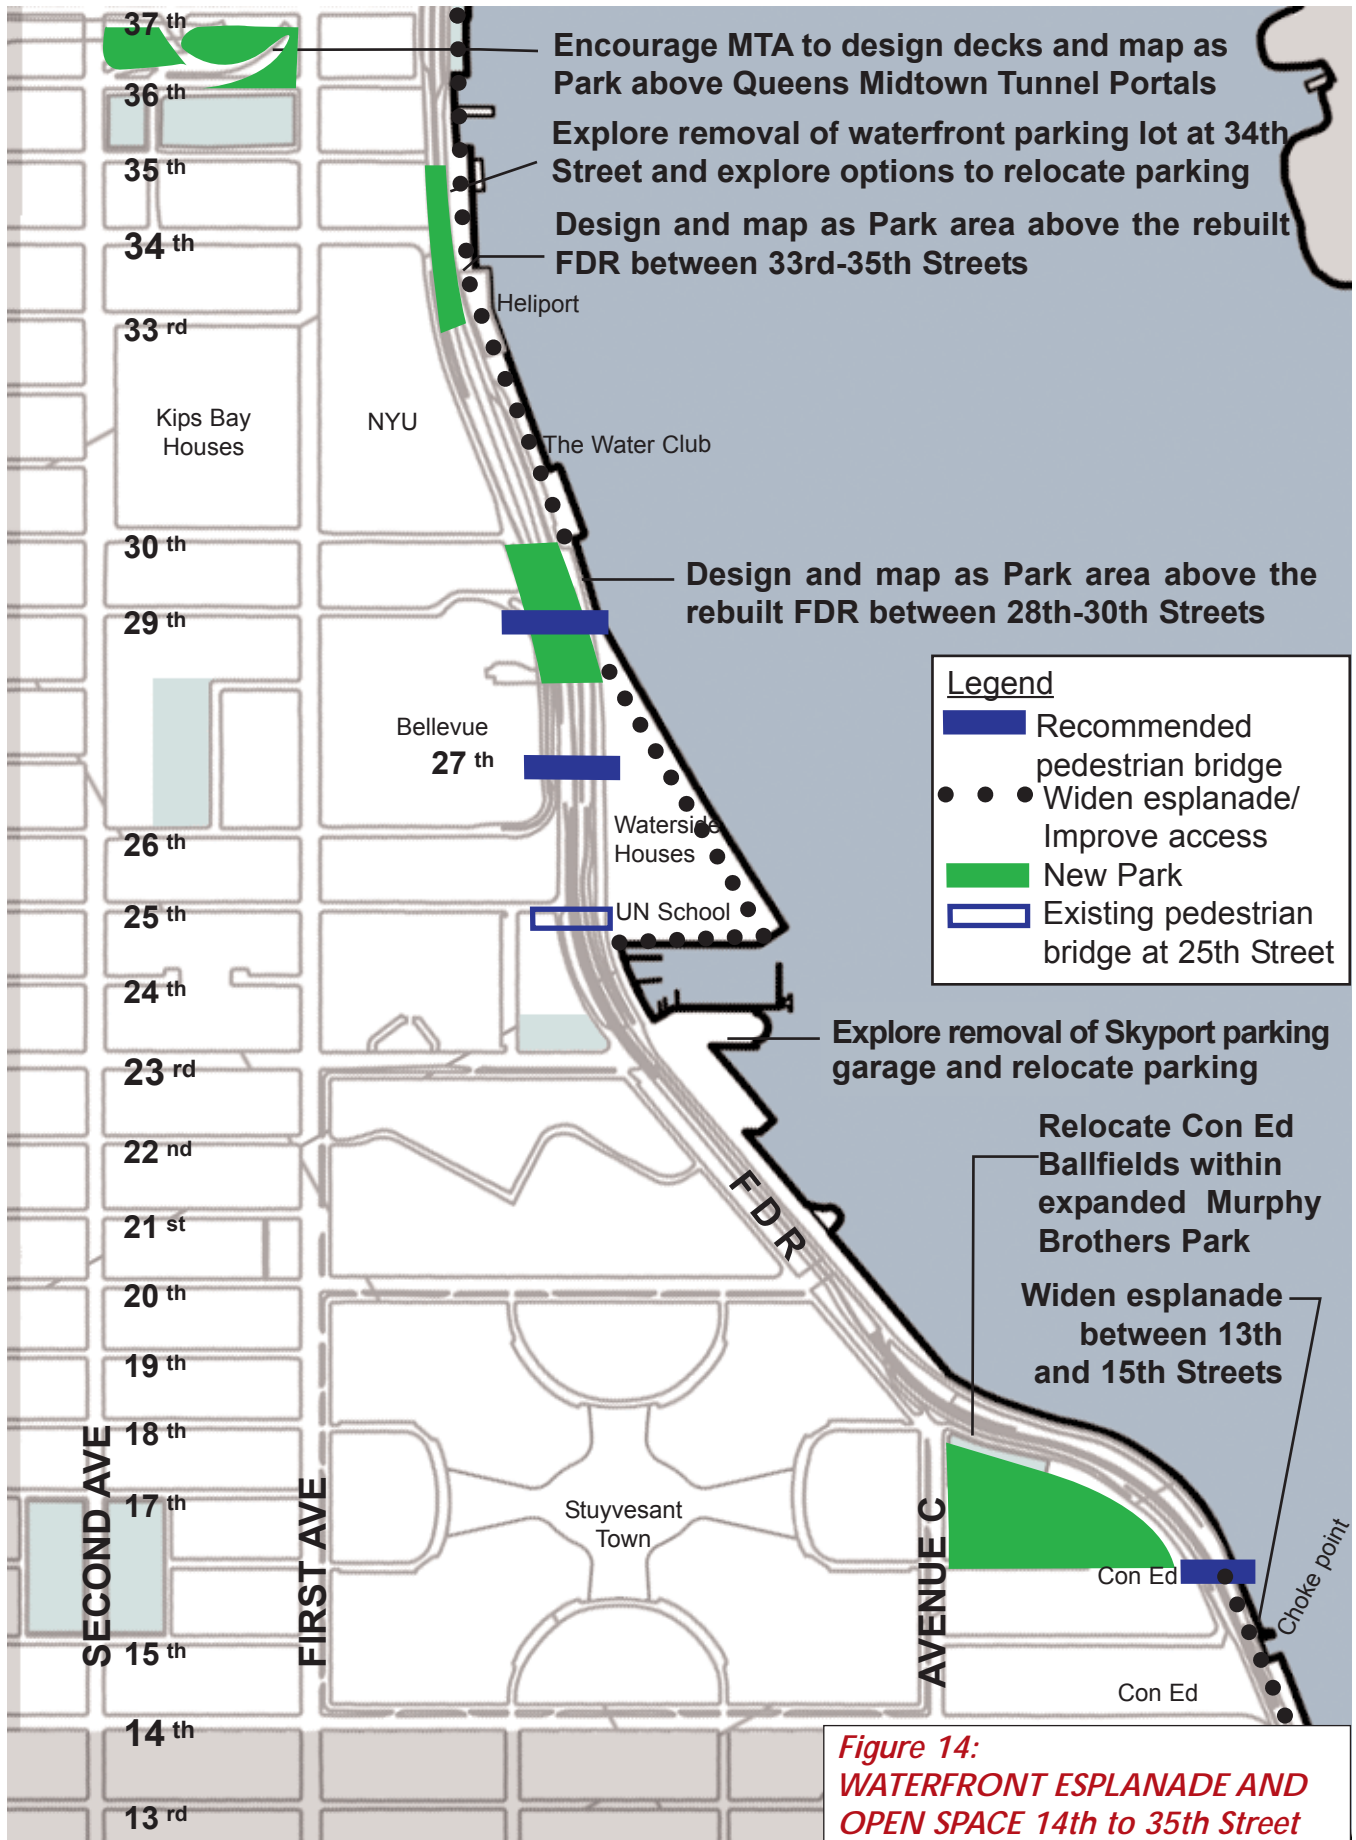 37 th
Encourage MTA to design decks and map as
Park above Queens Midtown Tunnel Portals
36 th
Explore removal of waterfront parking lot at 34th
Street and explore options to relocate parking
35 th
Design and map as Park area above the rebuilt
FDR between 33rd-35th Streets
34 th
Heliport
33 rd
Kips Bay
Houses
NYU
The Water Club
30 th
Design and map as Park area above the
rebuilt FDR between 28th-30th Streets
29 th
Legend
Recommended
pedestrian bridge
Widen esplanade/
Improve access
New Park
Existing pedestrian
bridge at 25th Street
Bellevue
27 th
Waterside
Houses
26 th
25 th
UN School
24 th
Explore removal of Skyport parking
garage and relocate parking
23 rd
Relocate Con Ed
Ballfields within
expanded Murphy
Brothers Park
22 nd
FDR
21 st
Widen esplanade
between 13th
and 15th Streets
20 th
19 th
18 th
SECOND AVE
FIRST AVE
AVENUE C
17 th
Stuyvesant
Town
Con Ed
Choke point
15 th
Con Ed
14 th
13 rd
Figure 14:
WATERFRONT ESPLANADE AND
OPEN SPACE 14th to 35th Street